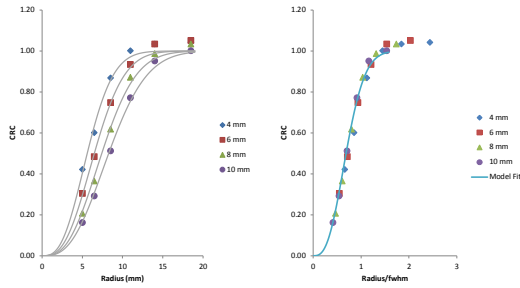 1.20
1.00
0.80
0.60
0.40
0.20
0.00
CRC
0
5
10
15
20
Radius (mm)
4 mm
6 mm
8 mm
10 mm
1.20
1.00
0.80
0.60
0.40
0.20
0.00
CRC
0
1
2
3
Radius/fwhm
4 mm
6 mm
8 mm
10 mm
Model Fit